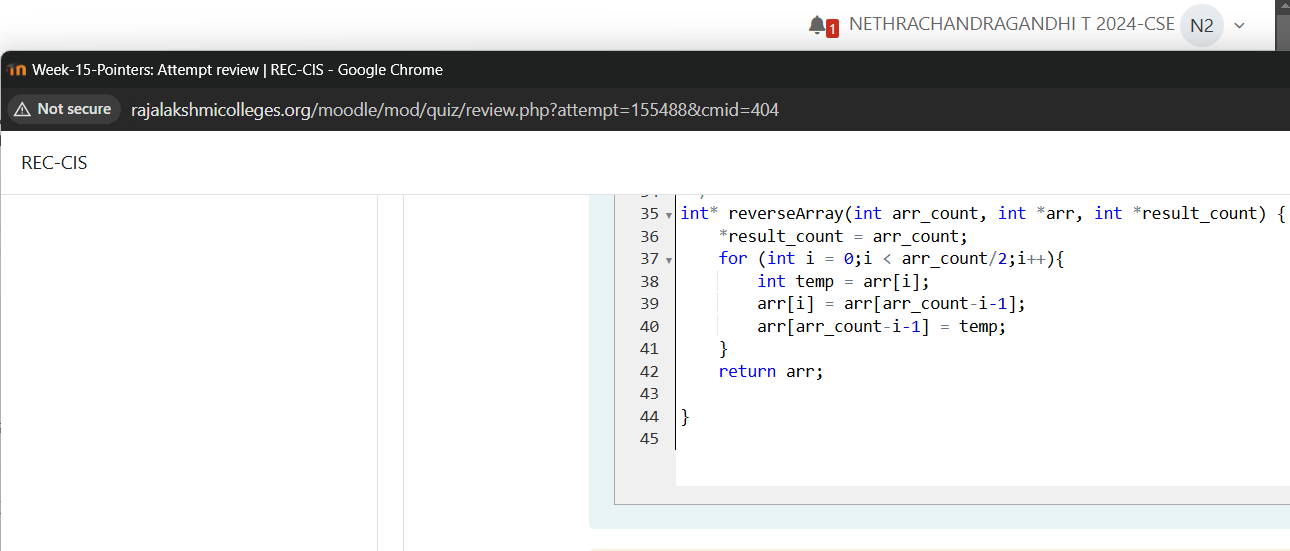 1 NETHRACHANDRAGANDHI T 2024-CSE N2
Week-15-Pointers: Attempt review | REC-CIS - Google Chrome
Not secure rajalakshmicolleges.org/moodle/mod/quiz/review.php?attempt=155488&cmid=404
REC-CIS
35 int* reverseArray(int arr_count, int *arr, int *result_count) {
36     *result_count = arr_count;
37     for (int i = 0;i < arr_count/2;i++){
38         int temp = arr[i];
39         arr[i] = arr[arr_count-i-1];
40         arr[arr_count-i-1] = temp;
41     }
42     return arr;
43
44 }
45